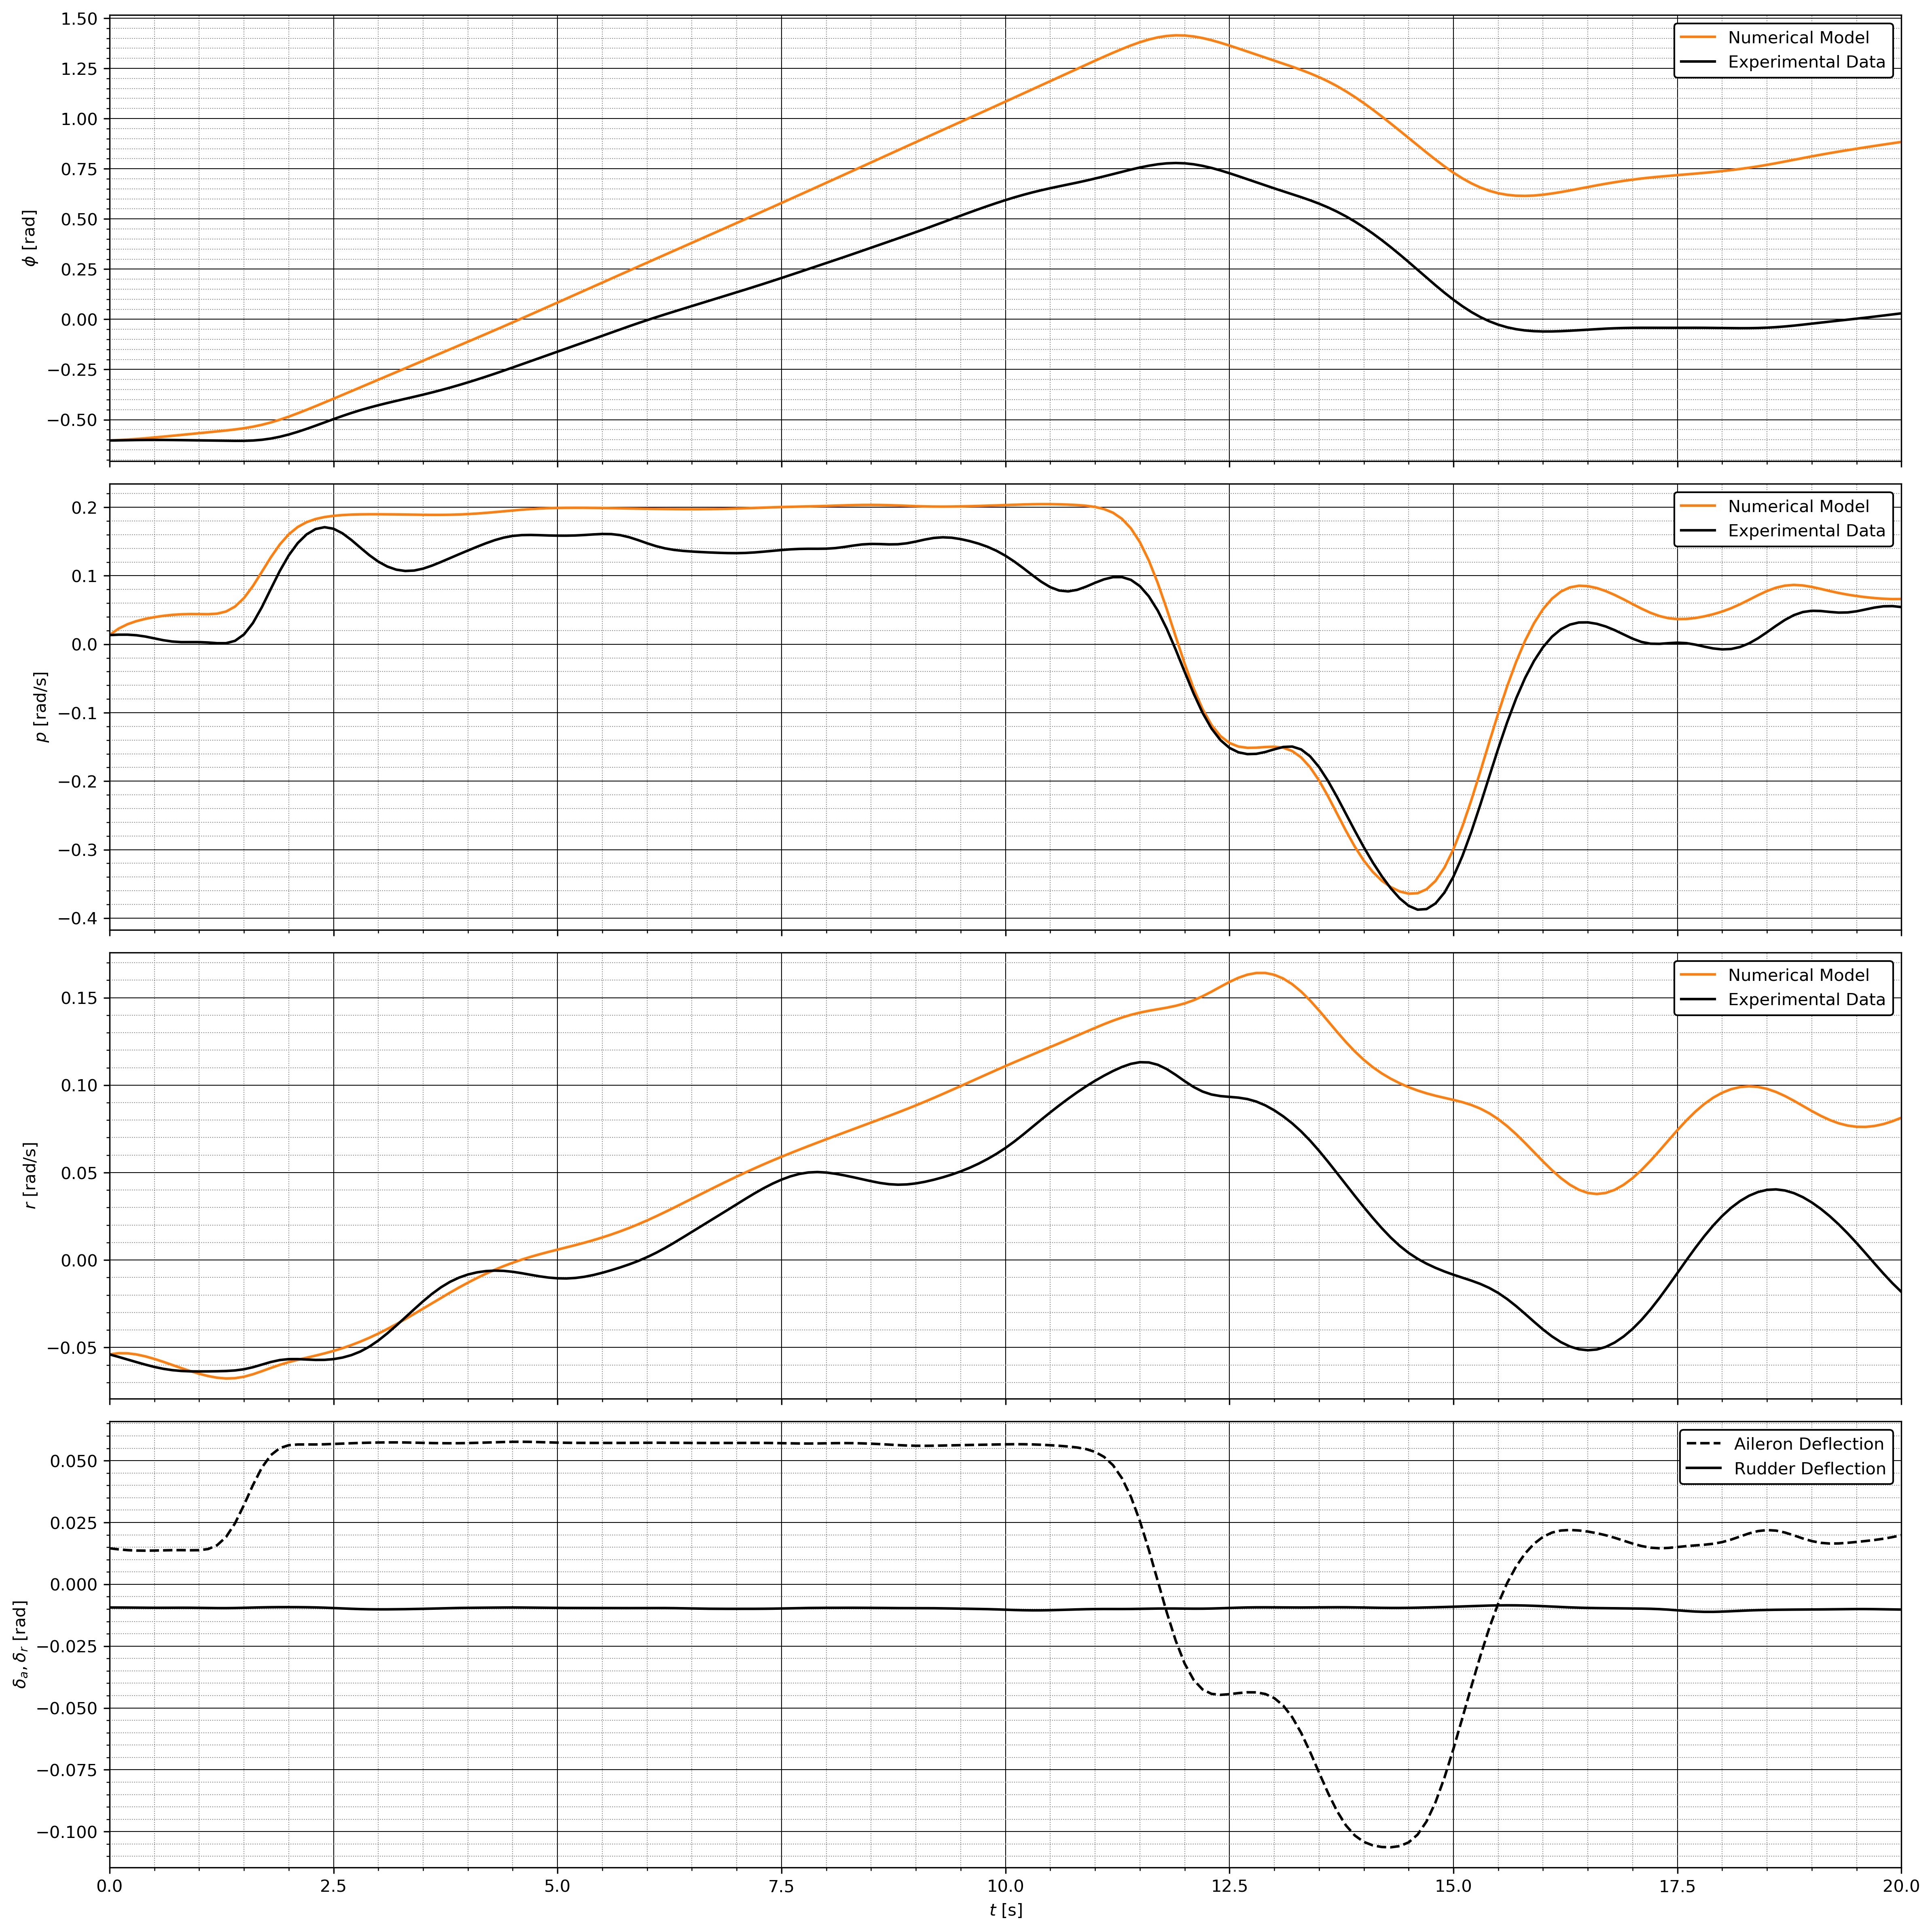 1.50
1.25
1.00
0.75
0.50
0.25
0.00
−0.25
−0.50
ϕ [rad]
Numerical Model
Experimental Data
0.2
0.1
0.0
−0.1
−0.2
−0.3
−0.4
p [rad/s]
Numerical Model
Experimental Data
0.15
0.10
0.05
0.00
−0.05
r [rad/s]
Numerical Model
Experimental Data
0.050
0.025
0.000
−0.025
−0.050
−0.075
−0.100
δₐ, δᵣ [rad]
Aileron Deflection
Rudder Deflection
0.0 2.5 5.0 7.5 10.0 12.5 15.0 17.5 20.0
t [s]